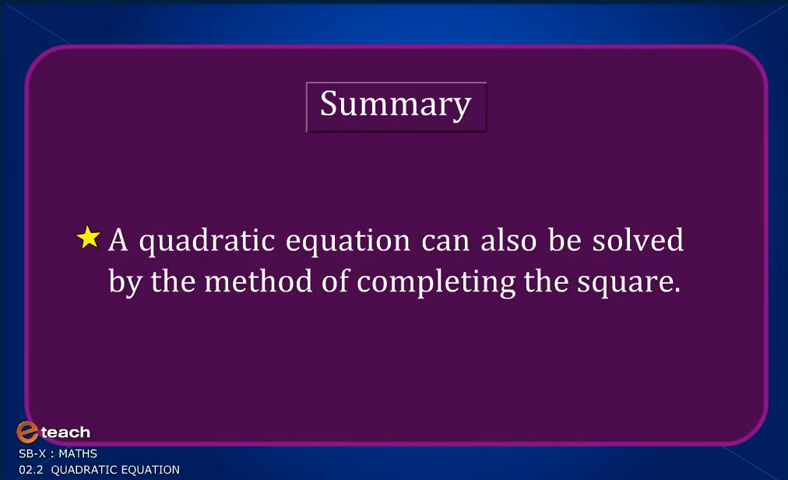 Summary
A quadratic equation can also be solved
by the method of completing the square.
eteach
SB-X : MATHS
02.2 QUADRATIC EQUATION